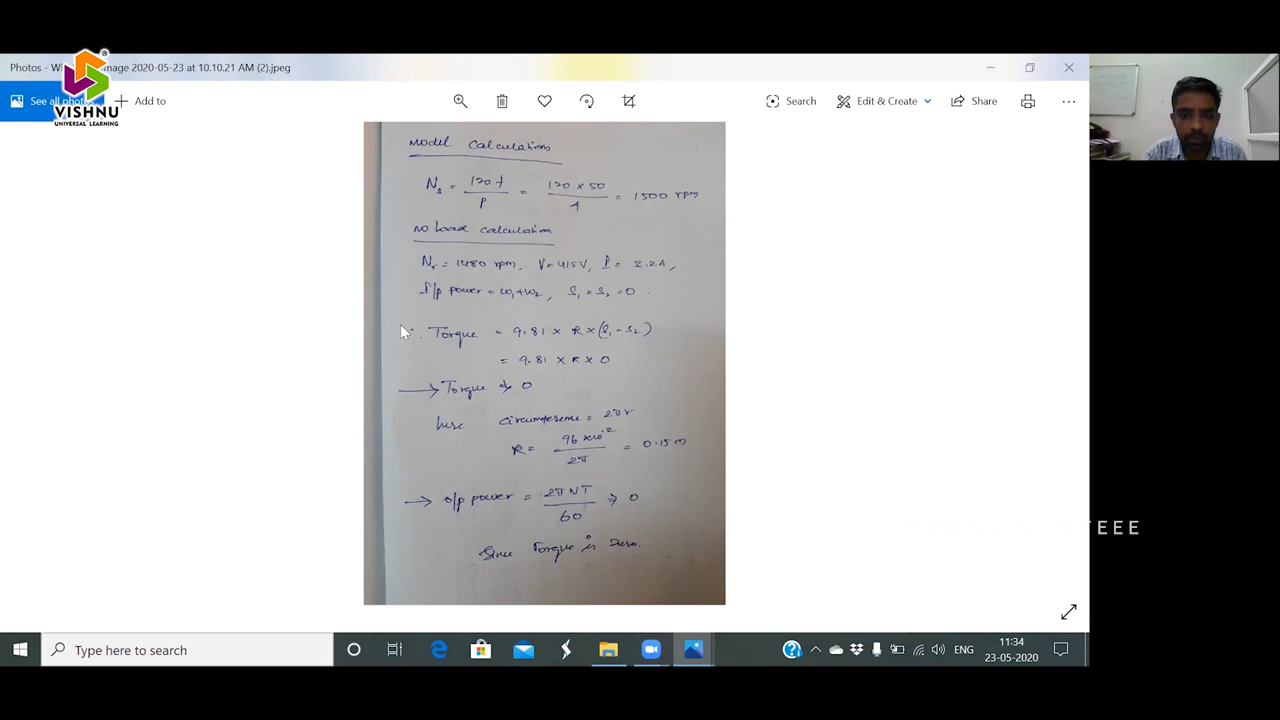 Photos - W
mage 2020-05-23 at 10.10.21 AM (2).jpeg
See all photos
Add to
Search
Edit & Create
Share
VISHNU
UNIVERSAL LEARNING
Model Calculations
Ns = 120 f / P = 120 × 50 / 4 = 1500 rpm
No Load calculation
Nr = 1480 rpm, V = 415V, I = 2.2A,
I/p power = W1+W2, S1 = S2 = 0
∴ Torque = 9.81 × R × (S1 - S2)
= 9.81 × R × 0
→ Torque ⇒ 0
here circumference = 2πr
R = 96 ×10^-2 / 2π = 0.15 m
→ o/p power = 2πNT / 60 ⇒ 0
Since Torque is zero.
EEE
Type here to search
ENG
11:34
23-05-2020